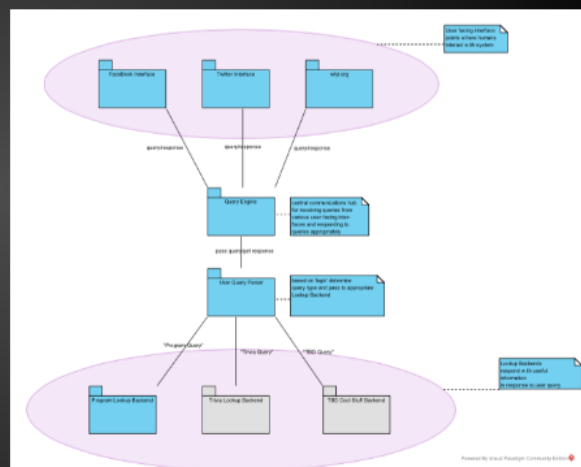 User facing interface
points where humans
interact with system
FaceBook Interface
Twitter Interface
query/response
query/response
query/response
Query Engine
central communications hub
for receiving queries from
various user facing inter-
faces and responding to
queries appropriately
pass query/get response
User Query Parser
based on 'logic' determine
query type and pass to appropriate
Lookup Backend
"Program Query"
"Trivia Query"
"TBD Query"
Lookup Backends
respond with useful
information
in response to user query
Program Lookup Backend
Trivia Lookup Backend
TBD Cool Stuff Backend
Powered By Visual Paradigm Community Edition